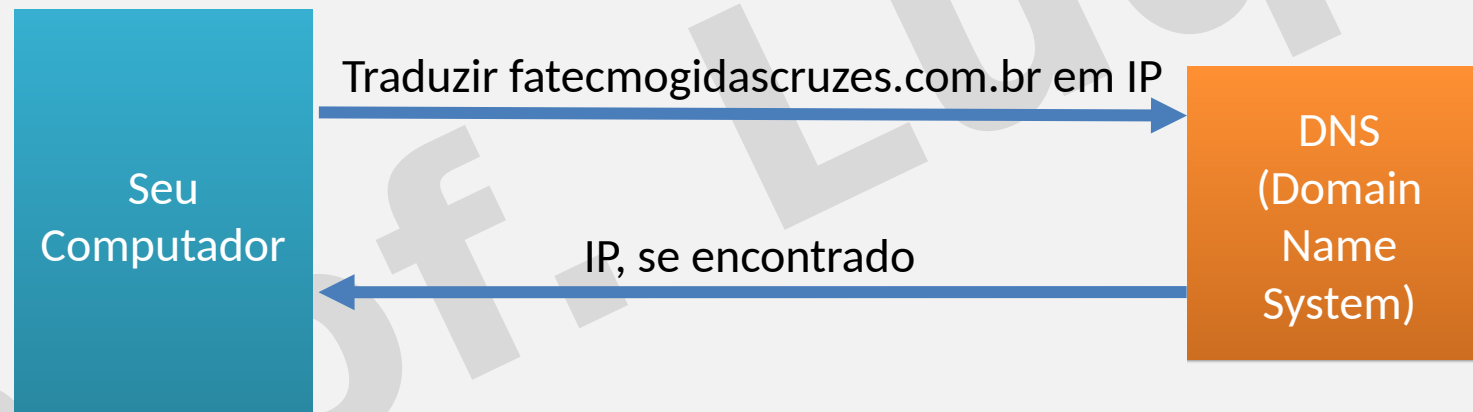 Traduzir fatecmogidascruzes.com.br em IP
Seu
Computador
DNS
(Domain
Name
System)
IP, se encontrado